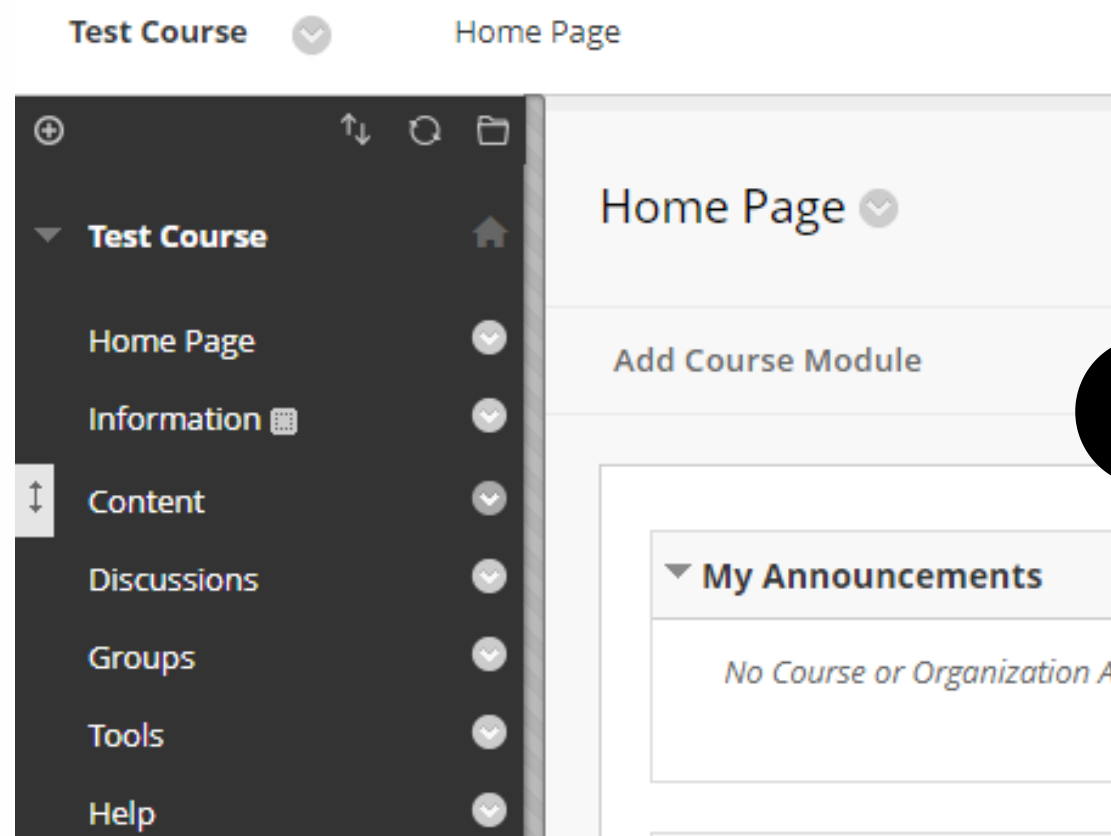 Test Course
Home Page
Test Course
Home Page
Information
Content
Discussions
Groups
Tools
Help
Home Page
Add Course Module
My Announcements
No Course or Organization A